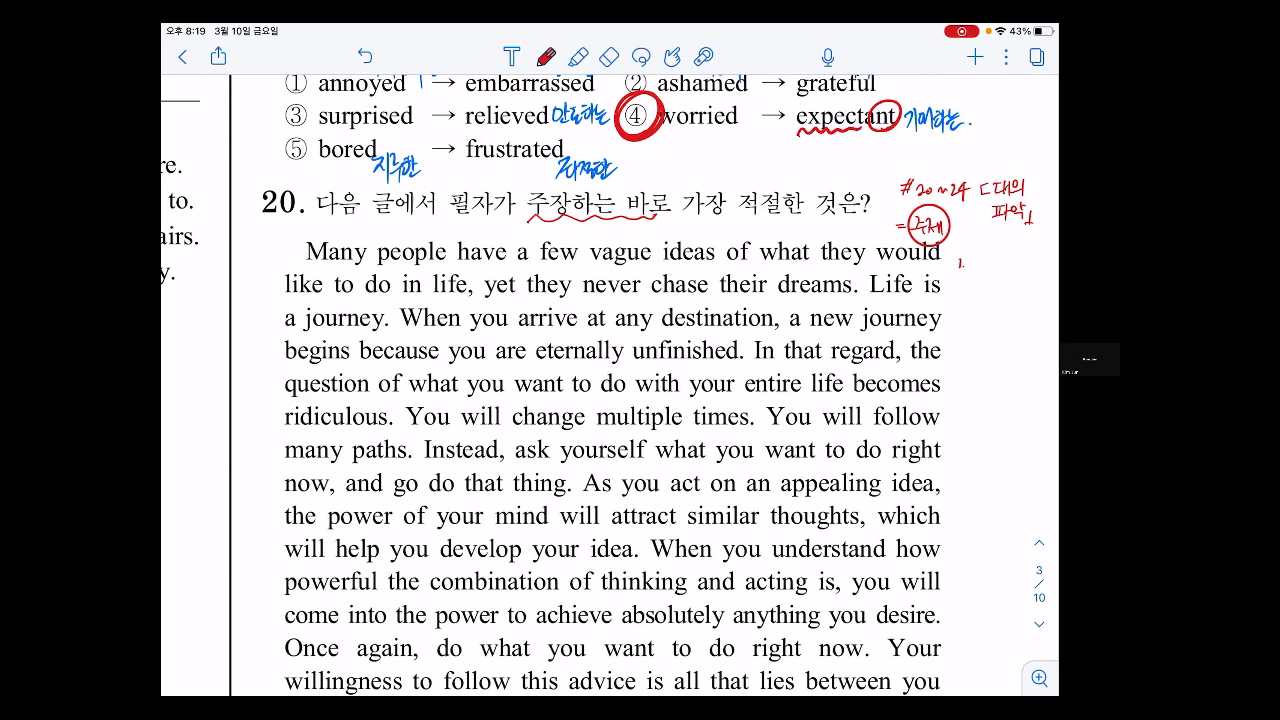 오후 8:19 3월 10일 금요일
43%
① annoyed → embarrassed ② ashamed → grateful
③ surprised → relieved 안도하는 ④ worried → expectant 기대하는.
⑤ bored 지루한 → frustrated 좌절한
re.
to.
airs.
y.
20. 다음 글에서 필자가 주장하는 바로 가장 적절한 것은?
#20~24 대의
파악
= 주제
1.
Many people have a few vague ideas of what they would
like to do in life, yet they never chase their dreams. Life is
a journey. When you arrive at any destination, a new journey
begins because you are eternally unfinished. In that regard, the
question of what you want to do with your entire life becomes
ridiculous. You will change multiple times. You will follow
many paths. Instead, ask yourself what you want to do right
now, and go do that thing. As you act on an appealing idea,
the power of your mind will attract similar thoughts, which
will help you develop your idea. When you understand how
powerful the combination of thinking and acting is, you will
come into the power to achieve absolutely anything you desire.
Once again, do what you want to do right now. Your
willingness to follow this advice is all that lies between you
3
/
10